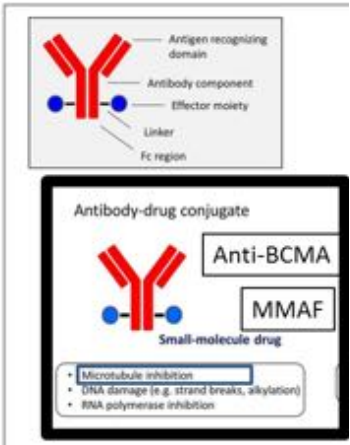 Antigen recognizing
domain
Antibody component
Effector moiety
Linker
Fc region
Antibody-drug conjugate
Anti-BCMA
MMAF
Small-molecule drug
• Microtubule inhibition
• DNA damage (e.g. strand breaks, alkylation)
• RNA polymerase inhibition